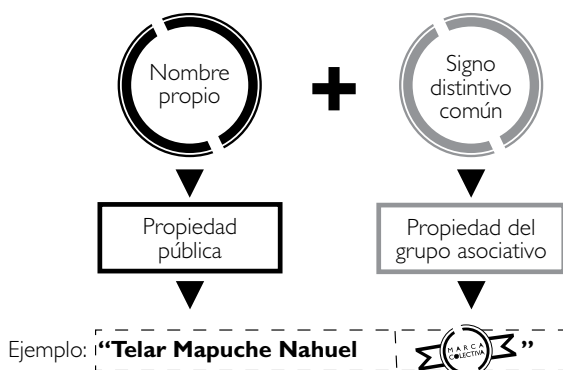 Nombre
propio
+
Signo
distintivo
común
Propiedad
pública
Propiedad del
grupo asociativo
Ejemplo: “Telar Mapuche Nahuel MARCA COLECTIVA ”